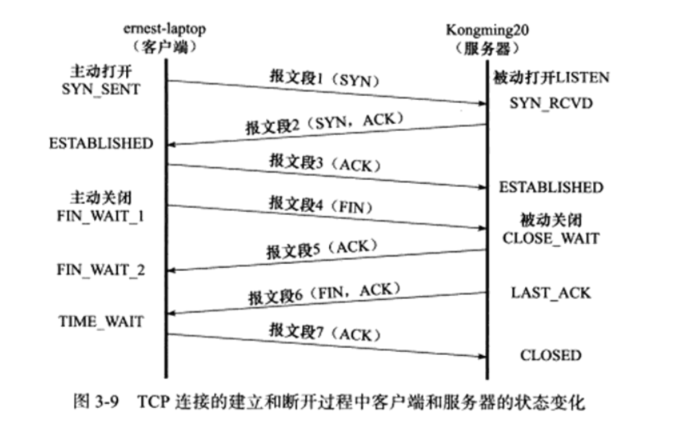 ernest-laptop
(客户端)
Kongming20
(服务器)
主动打开
SYN_SENT
报文段1(SYN)
被动打开LISTEN
SYN_RCVD
报文段2(SYN,ACK)
ESTABLISHED
报文段3(ACK)
ESTABLISHED
主动关闭
FIN_WAIT_1
报文段4(FIN)
被动关闭
CLOSE_WAIT
报文段5(ACK)
FIN_WAIT_2
报文段6(FIN,ACK)
LAST_ACK
TIME_WAIT
报文段7(ACK)
CLOSED
图 3-9 TCP 连接的建立和断开过程中客户端和服务器的状态变化